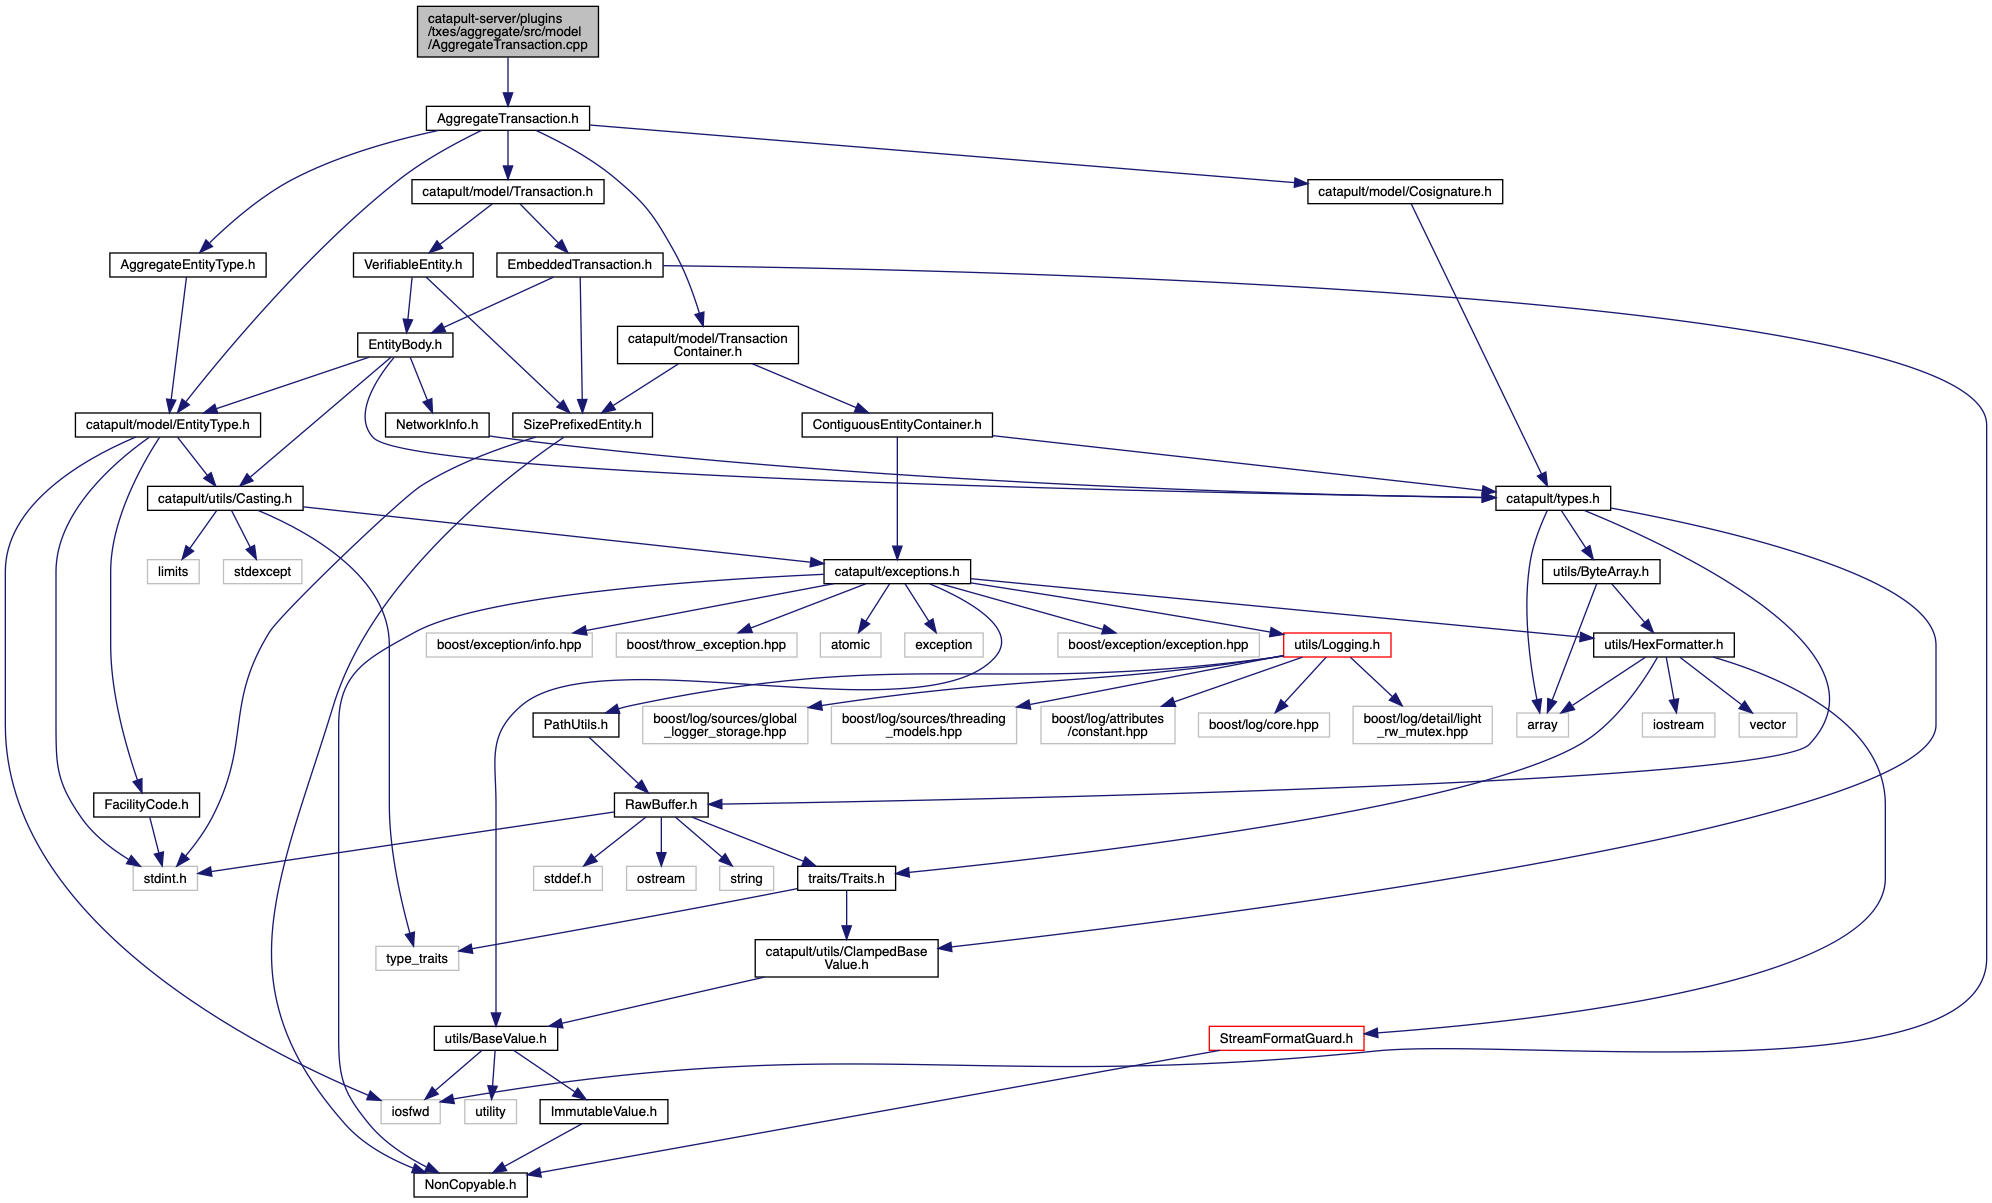 catapult-server/plugins
/txes/aggregate/src/model
/AggregateTransaction.cpp
AggregateTransaction.h
catapult/model/Transaction.h
catapult/model/Cosignature.h
AggregateEntityType.h
VerifiableEntity.h
EmbeddedTransaction.h
EntityBody.h
catapult/model/Transaction
Container.h
catapult/model/EntityType.h
NetworkInfo.h
SizePrefixedEntity.h
ContiguousEntityContainer.h
catapult/utils/Casting.h
catapult/types.h
limits
stdexcept
catapult/exceptions.h
utils/ByteArray.h
boost/exception/info.hpp
boost/throw_exception.hpp
atomic
exception
boost/exception/exception.hpp
utils/Logging.h
utils/HexFormatter.h
PathUtils.h
boost/log/sources/global
_logger_storage.hpp
boost/log/sources/threading
_models.hpp
boost/log/attributes
/constant.hpp
boost/log/core.hpp
boost/log/detail/light
_rw_mutex.hpp
array
iostream
vector
FacilityCode.h
RawBuffer.h
stdint.h
stddef.h
ostream
string
traits/Traits.h
type_traits
catapult/utils/ClampedBase
Value.h
utils/BaseValue.h
StreamFormatGuard.h
iosfwd
utility
ImmutableValue.h
NonCopyable.h